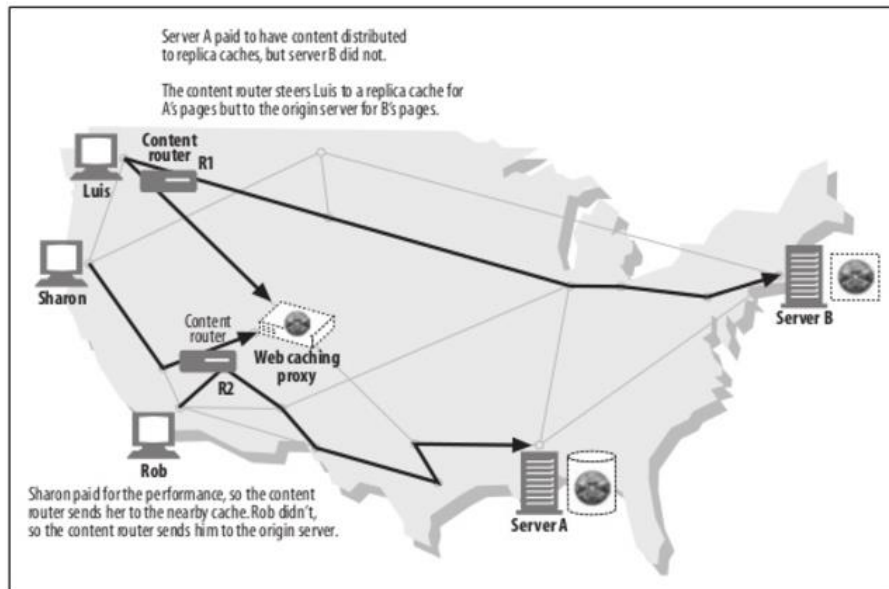 Server A paid to have content distributed
to replica caches, but server B did not.
The content router steers Luis to a replica cache for
A's pages but to the origin server for B's pages.
Content
router
R1
Luis
Sharon
Server B
Content
router
Web caching
proxy
R2
Rob
Server A
Sharon paid for the performance, so the content
router sends her to the nearby cache. Rob didn't,
so the content router sends him to the origin server.